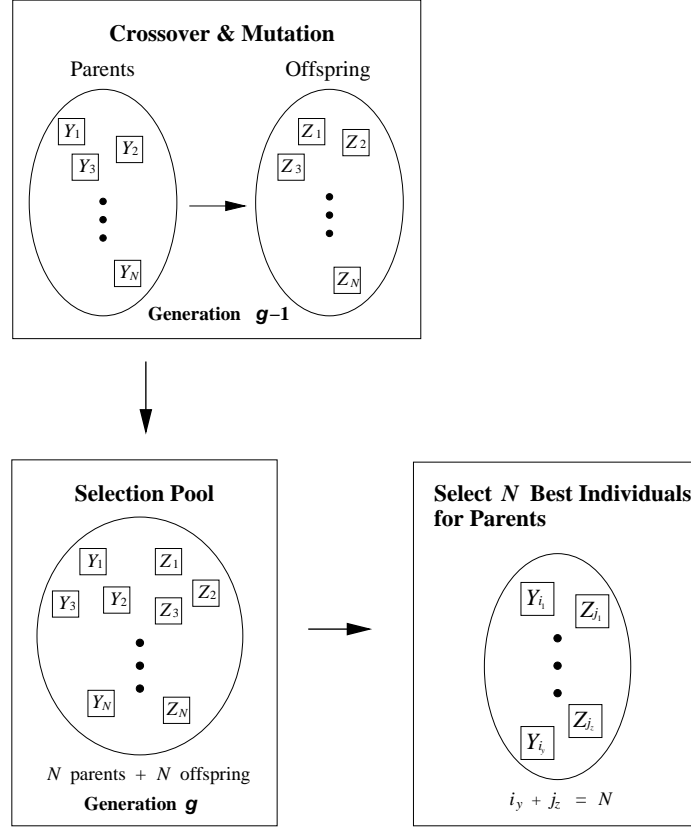 Crossover & Mutation
Parents
Offspring
Y1
Y2
Y3
YN
Z1
Z2
Z3
ZN
Generation g−1
Selection Pool
Y1
Z1
Y3
Y2
Z3
Z2
YN
ZN
N parents + N offspring
Generation g
Select N Best Individuals
for Parents
Yi1
Zj1
Zjz
Yiy
iy + jz = N